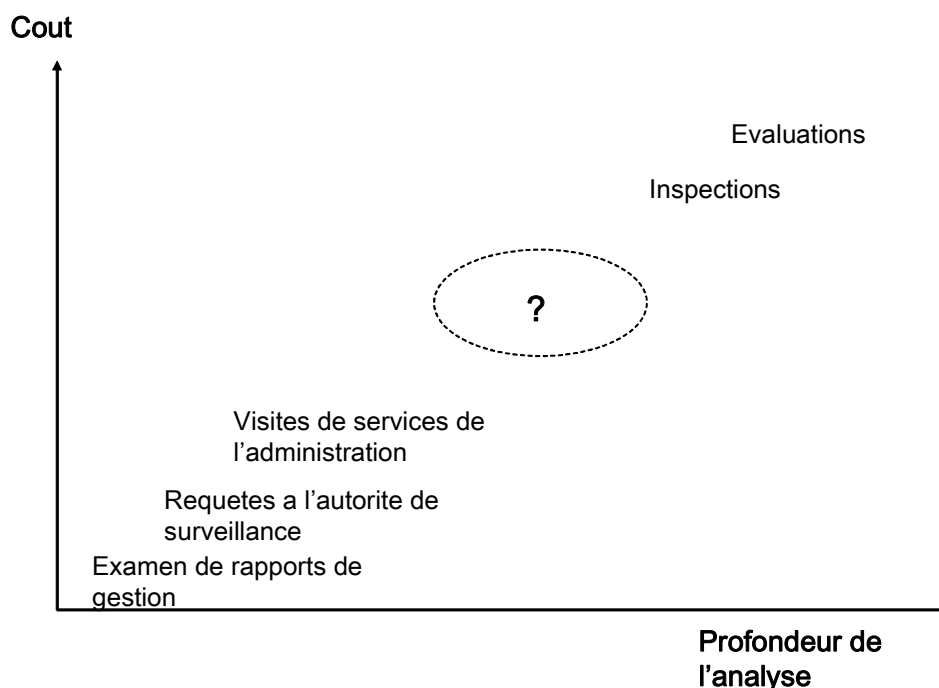 Cout
Evaluations
Inspections
?
Visites de services de
l’administration
Requetes a l’autorite de
surveillance
Examen de rapports de
gestion
Profondeur de
l’analyse